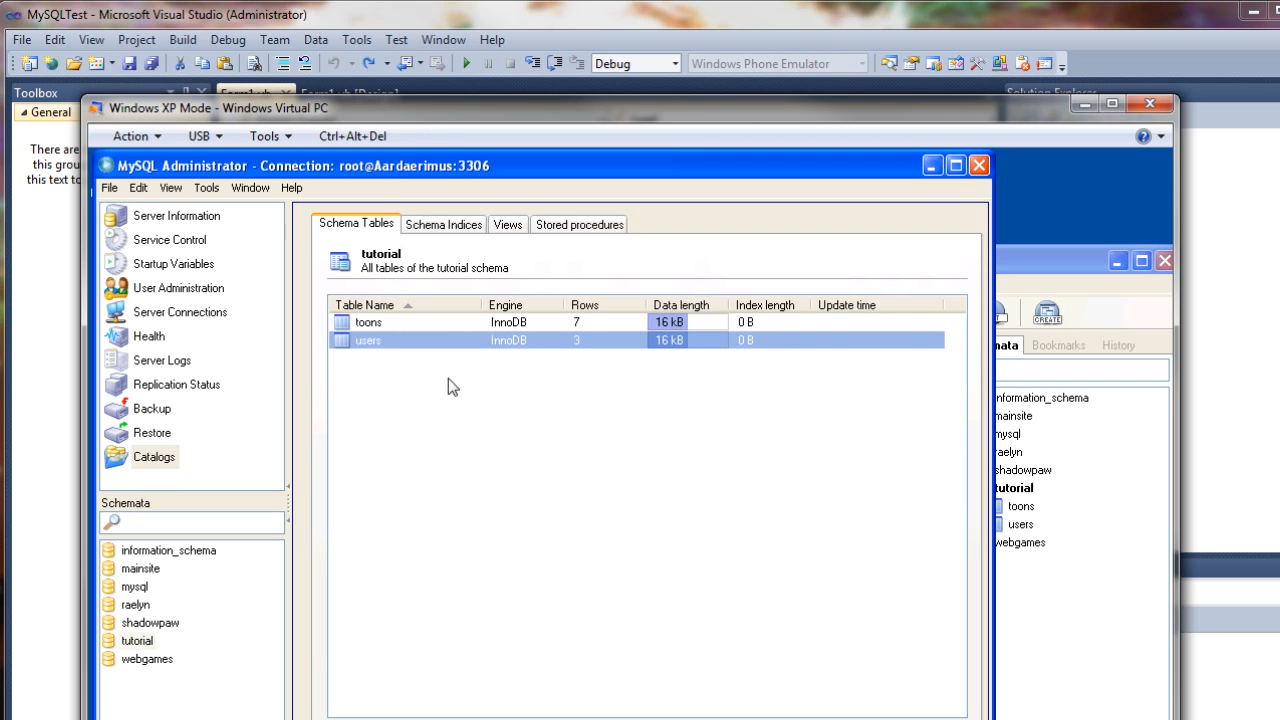 MySQLTest - Microsoft Visual Studio (Administrator)
File Edit View Project Build Debug Team Data Tools Test Window Help
Debug Windows Phone Emulator
Toolbox
General
There are
this grou
this text to
Windows XP Mode - Windows Virtual PC
Action USB Tools Ctrl+Alt+Del
MySQL Administrator - Connection: root@Aardaerimus:3306
File Edit View Tools Window Help
Server Information
Service Control
Startup Variables
User Administration
Server Connections
Health
Server Logs
Replication Status
Backup
Restore
Catalogs
Schemata
information_schema
mainsite
mysql
raelyn
shadowpaw
tutorial
webgames
Schema Tables Schema Indices Views Stored procedures
tutorial
All tables of the tutorial schema
Table Name Engine Rows Data length Index length Update time
toons InnoDB 7 16 kB 0 B
users InnoDB 3 16 kB 0 B
CREATE
mata Bookmarks History
information_schema
mainsite
mysql
raelyn
shadowpaw
tutorial
toons
users
webgames